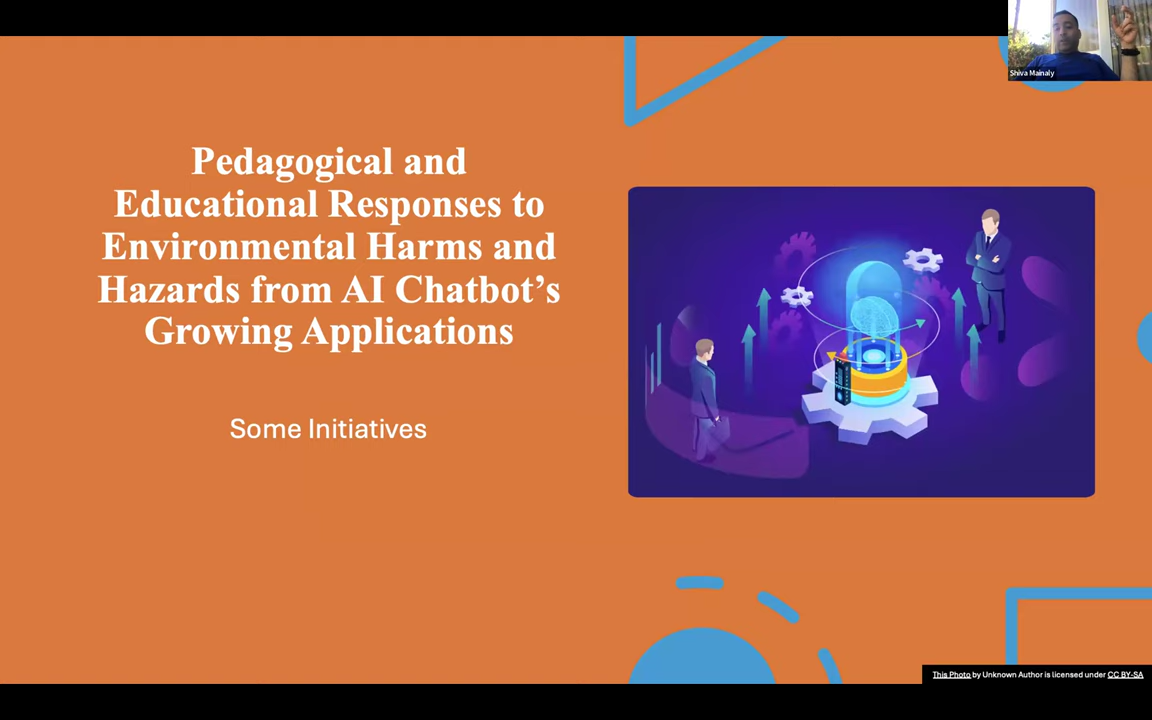 Shiva Mainaly
Pedagogical and
Educational Responses to
Environmental Harms and
Hazards from AI Chatbot’s
Growing Applications
Some Initiatives
This Photo by Unknown Author is licensed under CC BY-SA